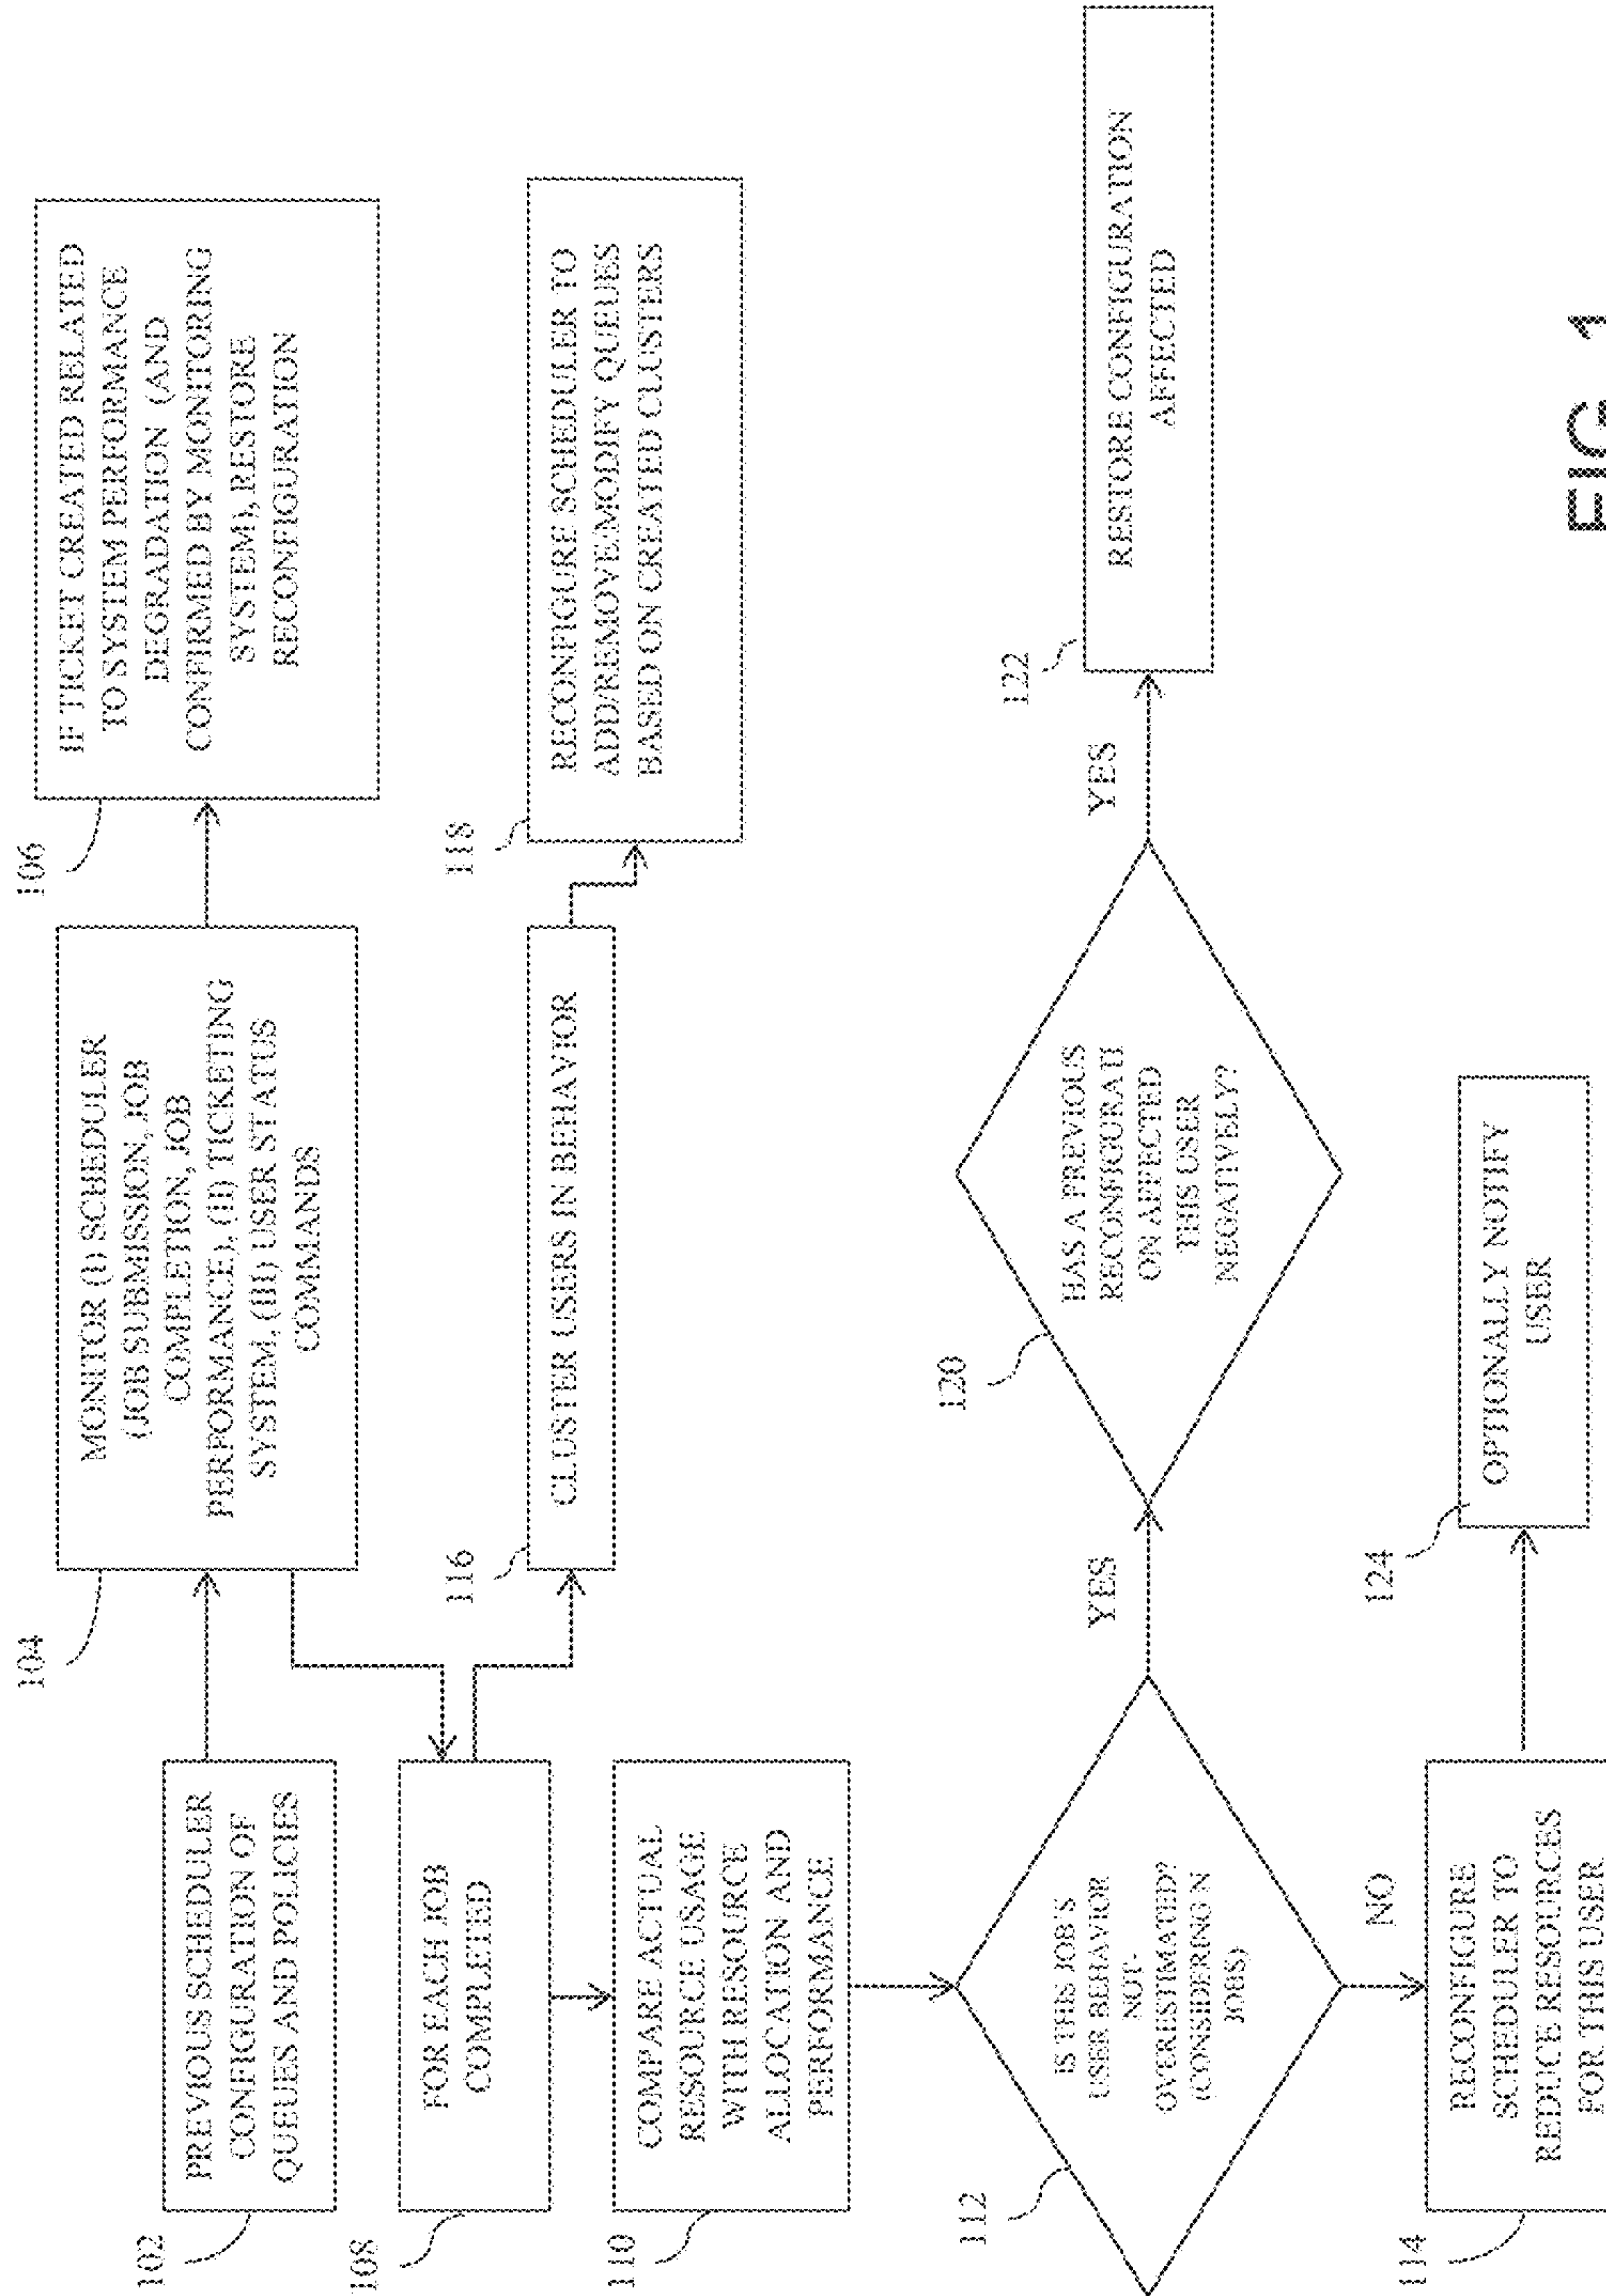 102
PREVIOUS SCHEDULER
CONFIGURATION OF
QUEUES AND POLICIES
104
MONITOR (I) SCHEDULER
(JOB SUBMISSION, JOB
COMPLETION, JOB
PERFORMANCE), (II) TICKETING
SYSTEM, (III) USER STATUS
COMMANDS
106
IF TICKET CREATED RELATED
TO SYSTEM PERFORMANCE
DEGRADATION (AND
CONFIRMED BY MONITORING
SYSTEM), RESTORE
RECONFIGURATION
108
FOR EACH JOB
COMPLETED
116
CLUSTER USERS IN BEHAVIOR
118
RECONFIGURE SCHEDULER TO
ADD/REMOVE/MODIFY QUEUES
BASED ON CREATED CLUSTERS
110
COMPARE ACTUAL
RESOURCE USAGE
WITH RESOURCE
ALLOCATION AND
PERFORMANCE
112
IS THIS JOB'S
USER BEHAVIOR
NOT-
OVERESTIMATED?
(CONSIDERING N
JOBS)
YES
120
HAS A PREVIOUS
RECONFIGURATI
ON AFFECTED
THIS USER
NEGATIVELY?
YES
122
RESTORE CONFIGURATION
AFFECTED
NO
114
RECONFIGURE
SCHEDULER TO
REDUCE RESOURCES
FOR THIS USER
124
OPTIONALLY NOTIFY
USER
FIG. 1